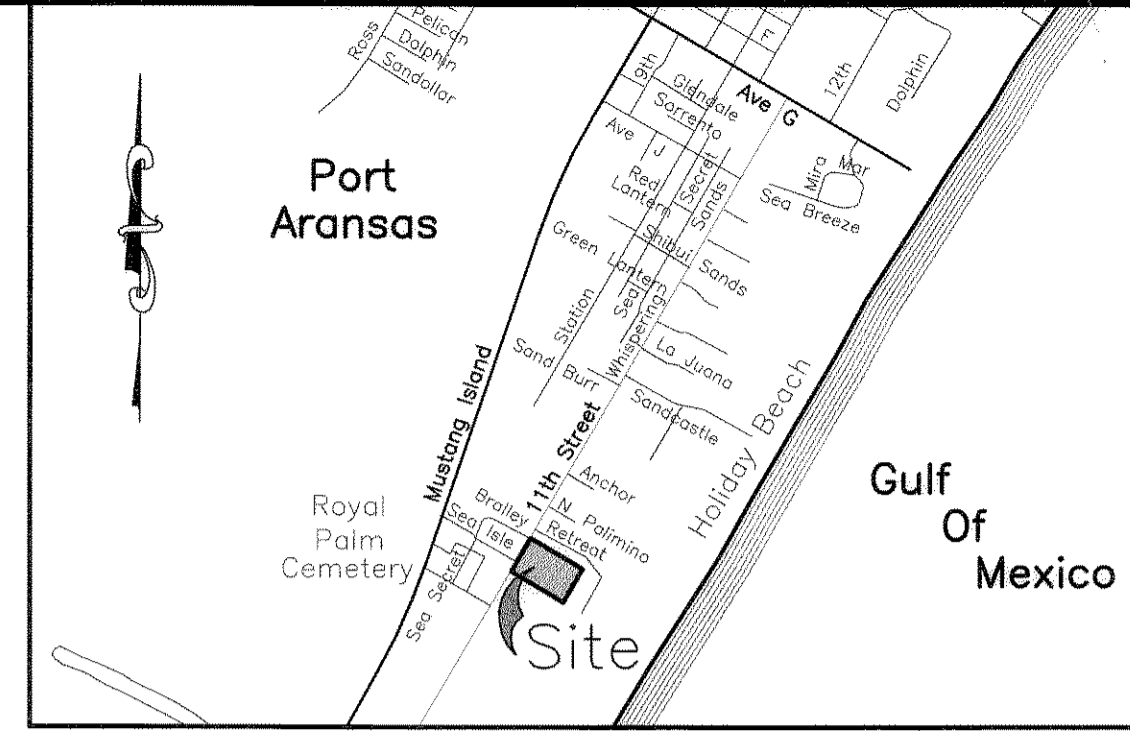 Pelican
Dolphin
Sandollar
Ross
F
12th
Dolphin
9th
Glendale
Sorrento
Ave G
Ave J
Port
Aransas
Red
Lantern
Secret
Sands
Mira Mar
Sea Breeze
Shibui Sands
Green Lantern
Seal
Station
Whispering
La Juana
Sand Burr
Sandcastle
Mustang Island
11th Street
Holiday Beach
Gulf
Of
Mexico
Anchor
N Palimino
Royal
Palm
Cemetery
Bralley
Sea Isle
Retreat
Sea Secret
Site